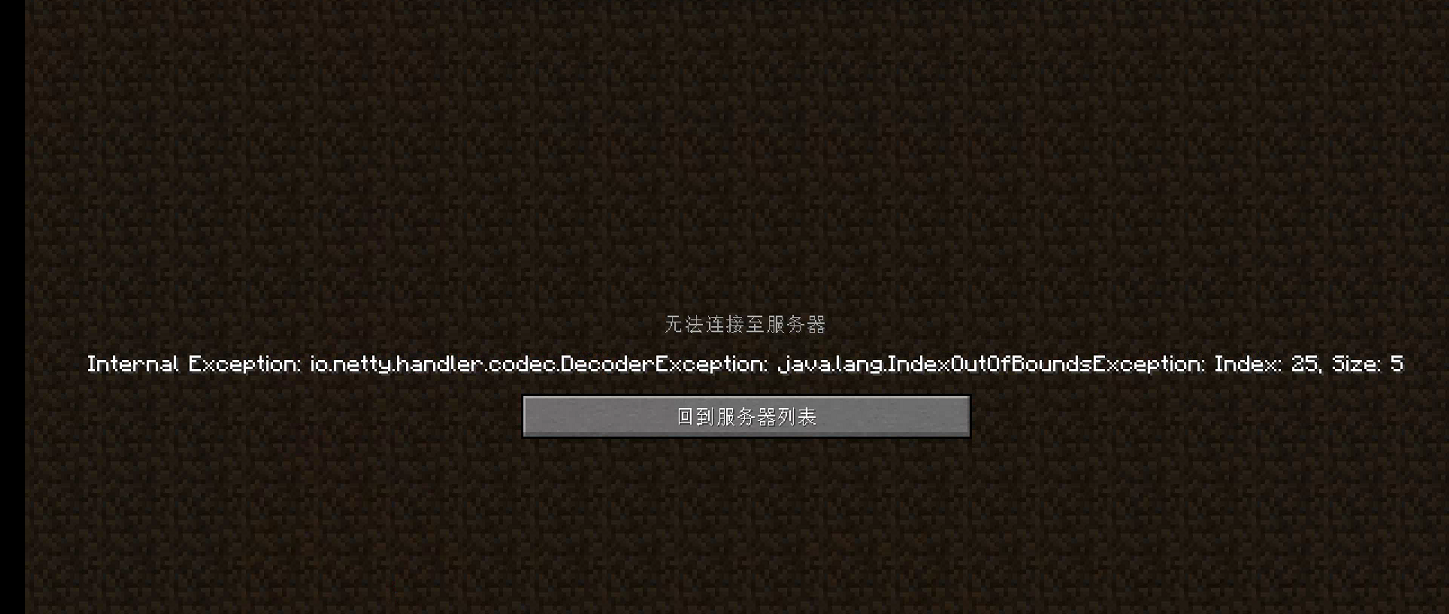 无法连接至服务器
Internal Exception: io.netty.handler.codec.DecoderException: java.lang.IndexOutOfBoundsException: Index: 25, Size: 5
回到服务器列表